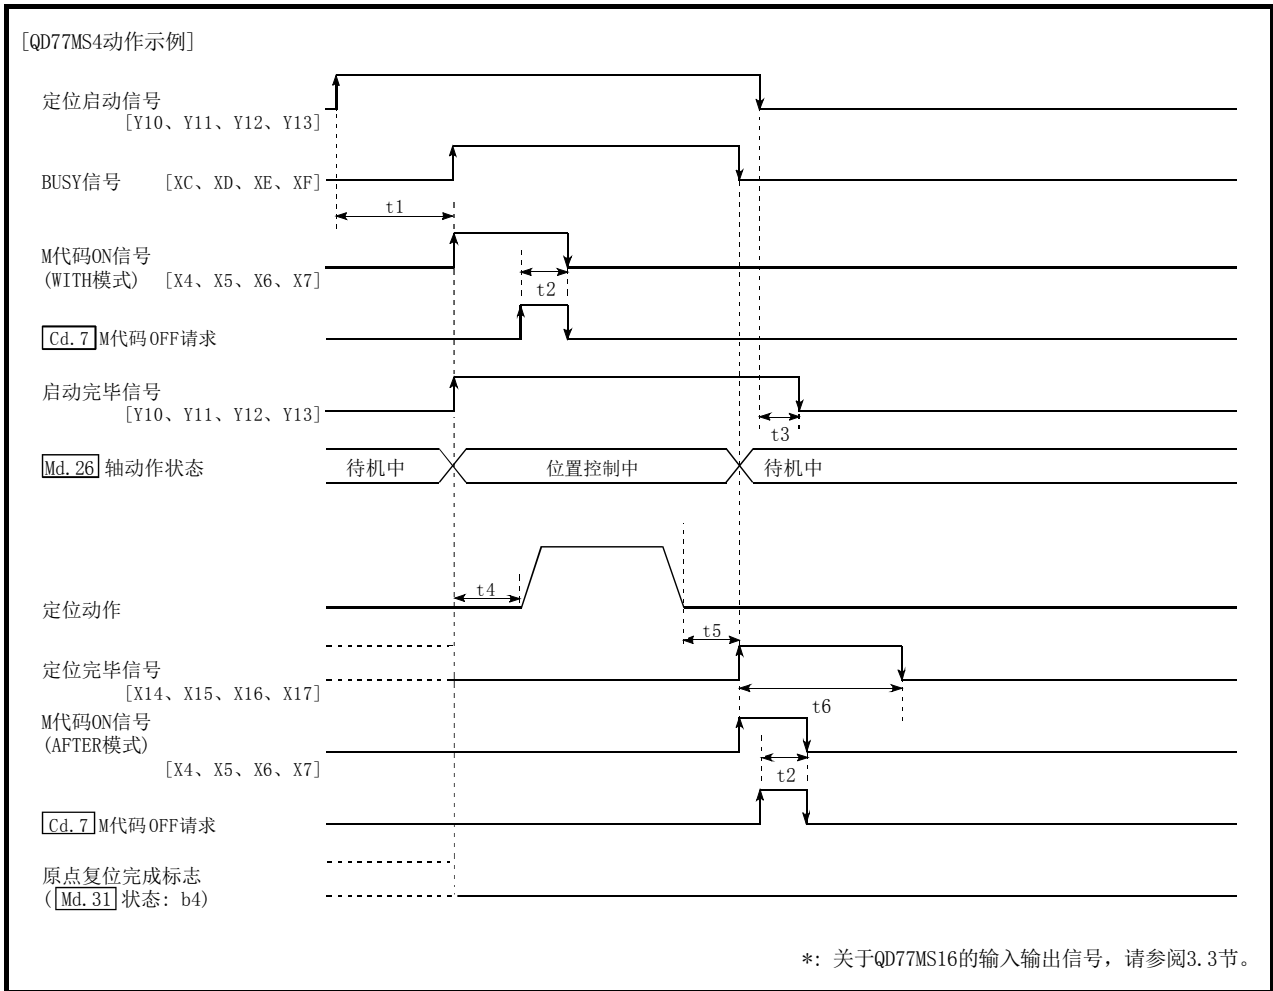 [QD77MS4动作示例]
定位启动信号
[Y10、Y11、Y12、Y13]
BUSY信号 [XC、XD、XE、XF]
t1
M代码ON信号
(WITH模式) [X4、X5、X6、X7]
t2
Cd.7 M代码OFF请求
启动完毕信号
[Y10、Y11、Y12、Y13]
t3
Md.26 轴动作状态 待机中 位置控制中 待机中
t4
定位动作
t5
定位完毕信号
[X14、X15、X16、X17]
t6
M代码ON信号
(AFTER模式)
[X4、X5、X6、X7]
t2
Cd.7 M代码OFF请求
原点复位完成标志
(Md.31 状态: b4)
*: 关于QD77MS16的输入输出信号，请参阅3.3节。